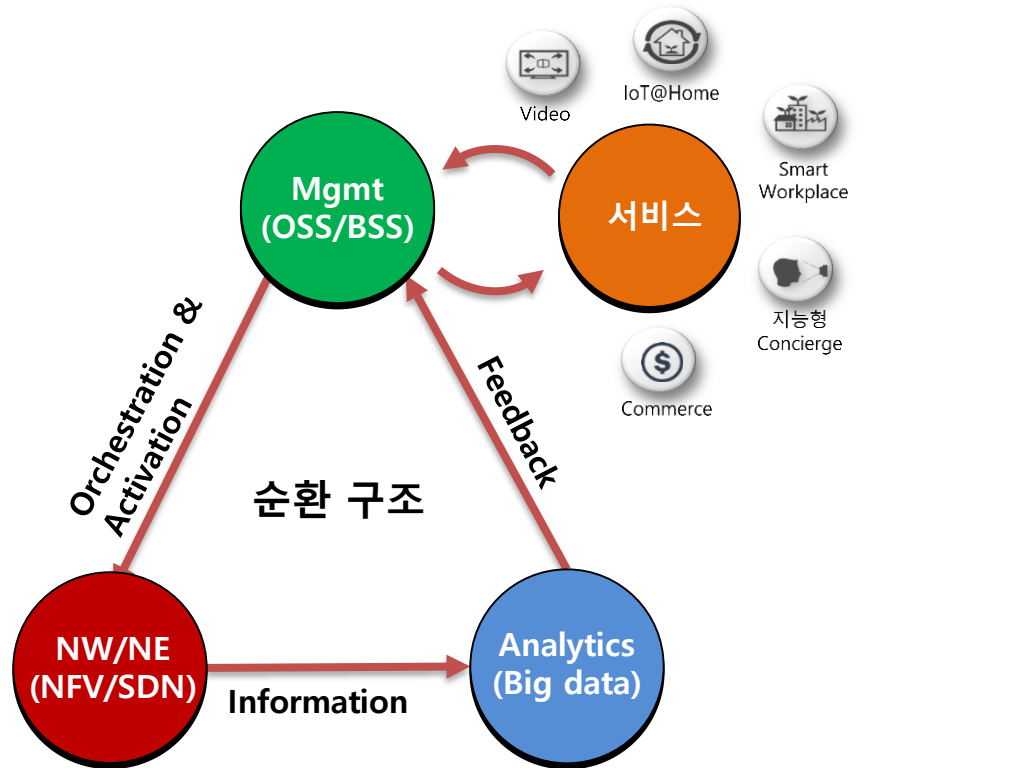 Video
IoT@Home
Smart
Workplace
Mgmt
(OSS/BSS)
서비스
지능형
Concierge
Commerce
Orchestration &
Activation
Feedback
순환 구조
NW/NE
(NFV/SDN)
Information
Analytics
(Big data)